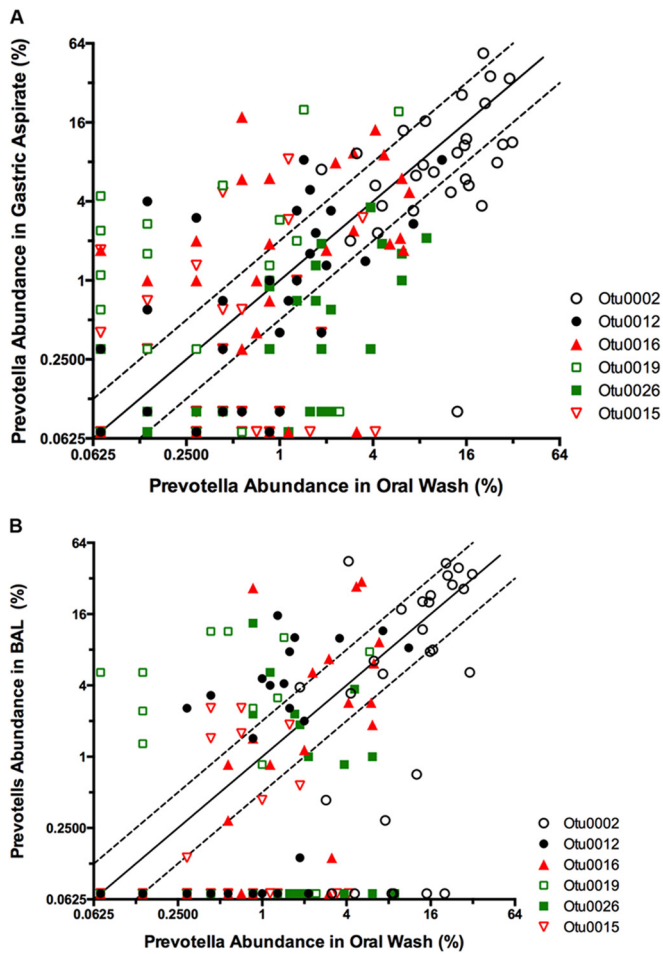 A
Prevotella Abundance in Gastric Aspirate (%)
64
16
4
1
0.2500
0.0625
0.0625
0.2500
1
4
16
64
Prevotella Abundance in Oral Wash (%)
Otu0002
Otu0012
Otu0016
Otu0019
Otu0026
Otu0015
B
Prevotells Abundance in BAL (%)
64
16
4
1
0.2500
0.0625
0.0625
0.2500
1
4
16
64
Prevotella Abundance in Oral Wash (%)
Otu0002
Otu0012
Otu0016
Otu0019
Otu0026
Otu0015